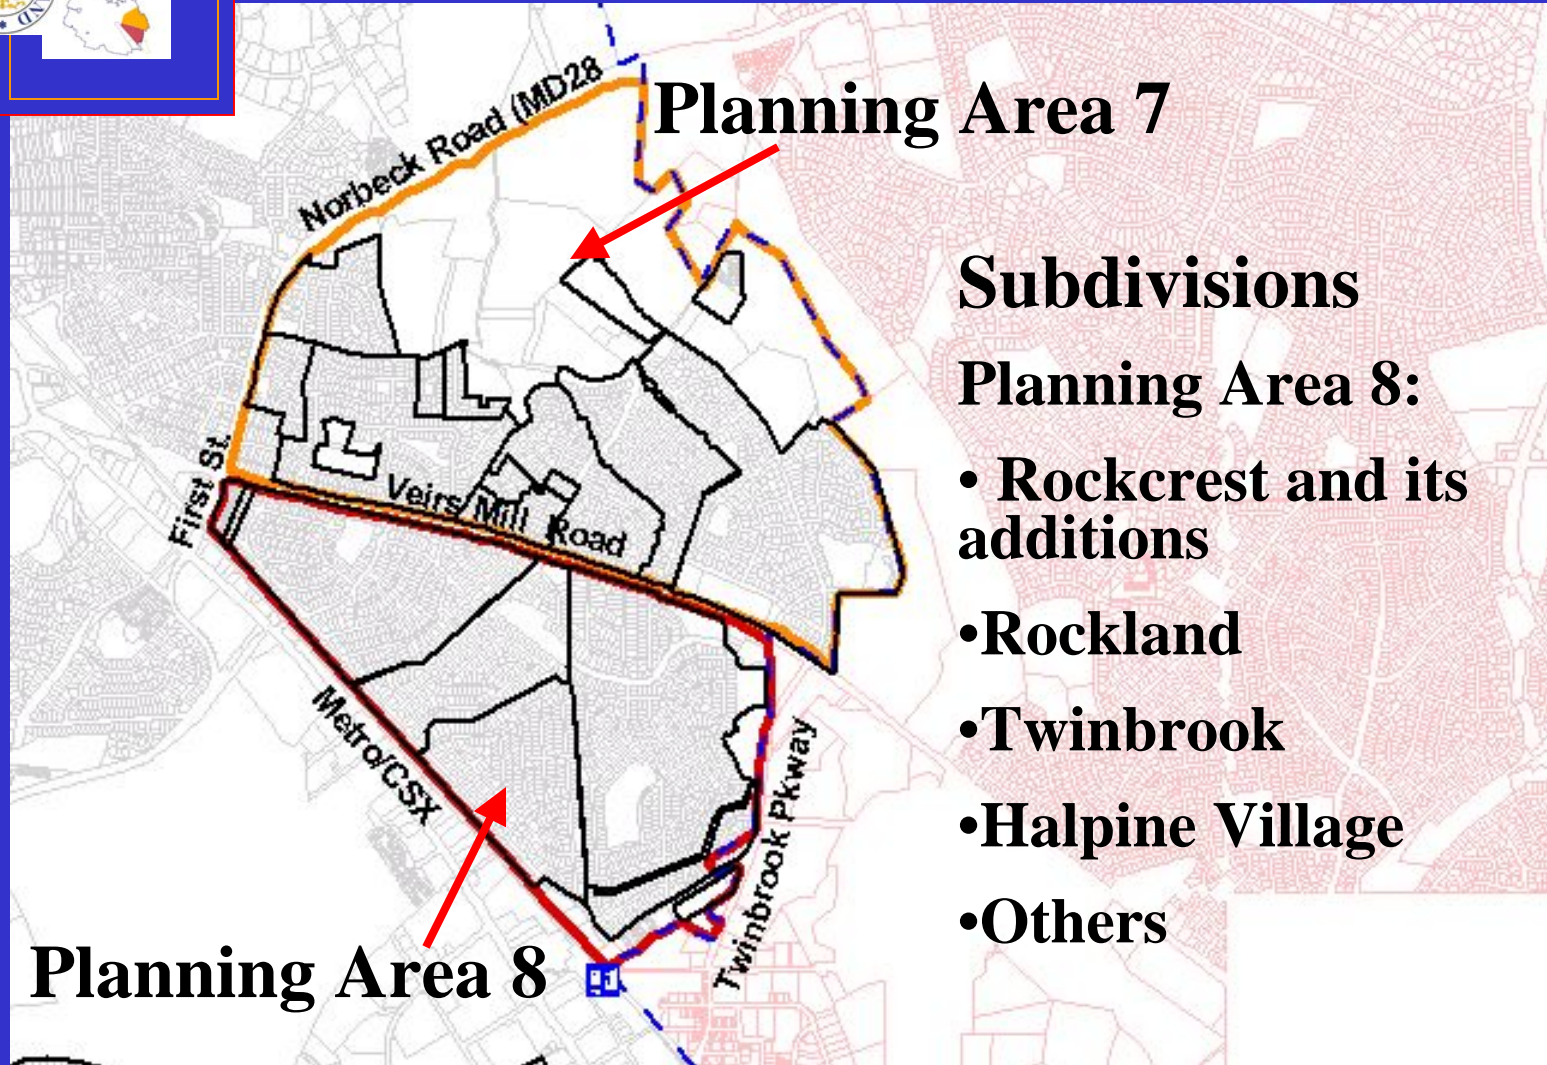 Norbeck Road (MD28
Planning Area 7
Subdivisions
Planning Area 8:
• Rockcrest and its
additions
•Rockland
•Twinbrook
•Halpine Village
•Others
First St.
Veirs Mill Road
Metro/CSX
Twinbrook Pkway
Planning Area 8